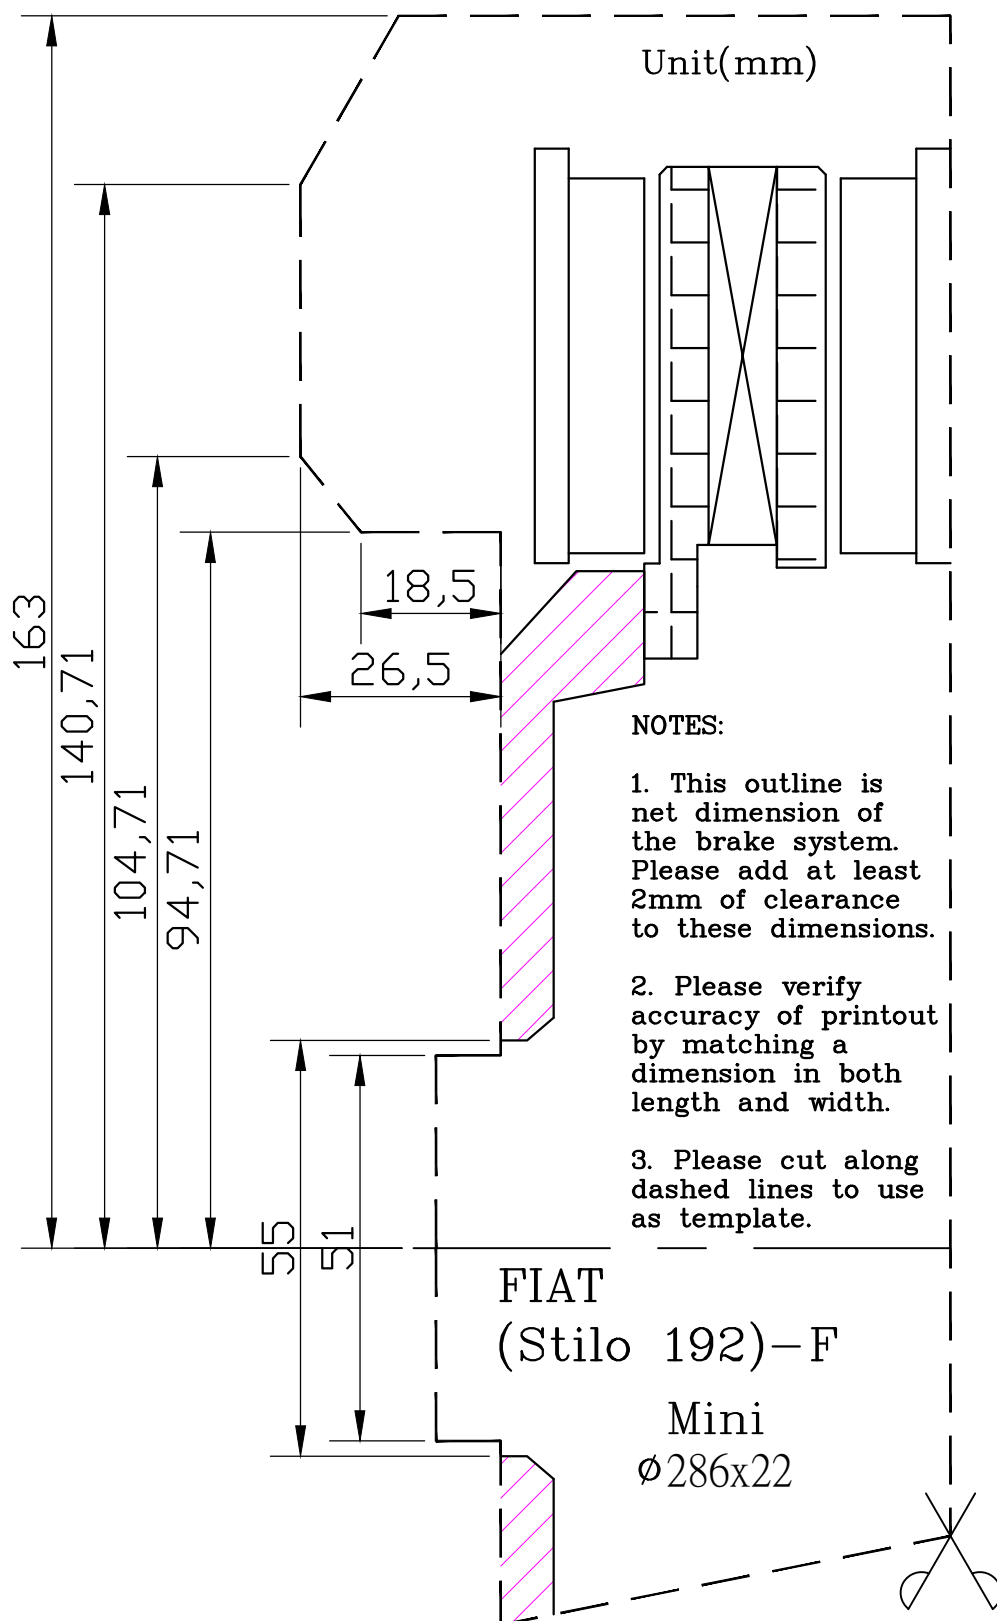 Unit(mm)
18,5
26,5
163
140,71
104,71
94,71
NOTES:
1. This outline is
net dimension of
the brake system.
Please add at least
2mm of clearance
to these dimensions.
2. Please verify
accuracy of printout
by matching a
dimension in both
length and width.
3. Please cut along
dashed lines to use
as template.
55
51
FIAT
(Stilo 192)-F
Mini
ϕ286x22